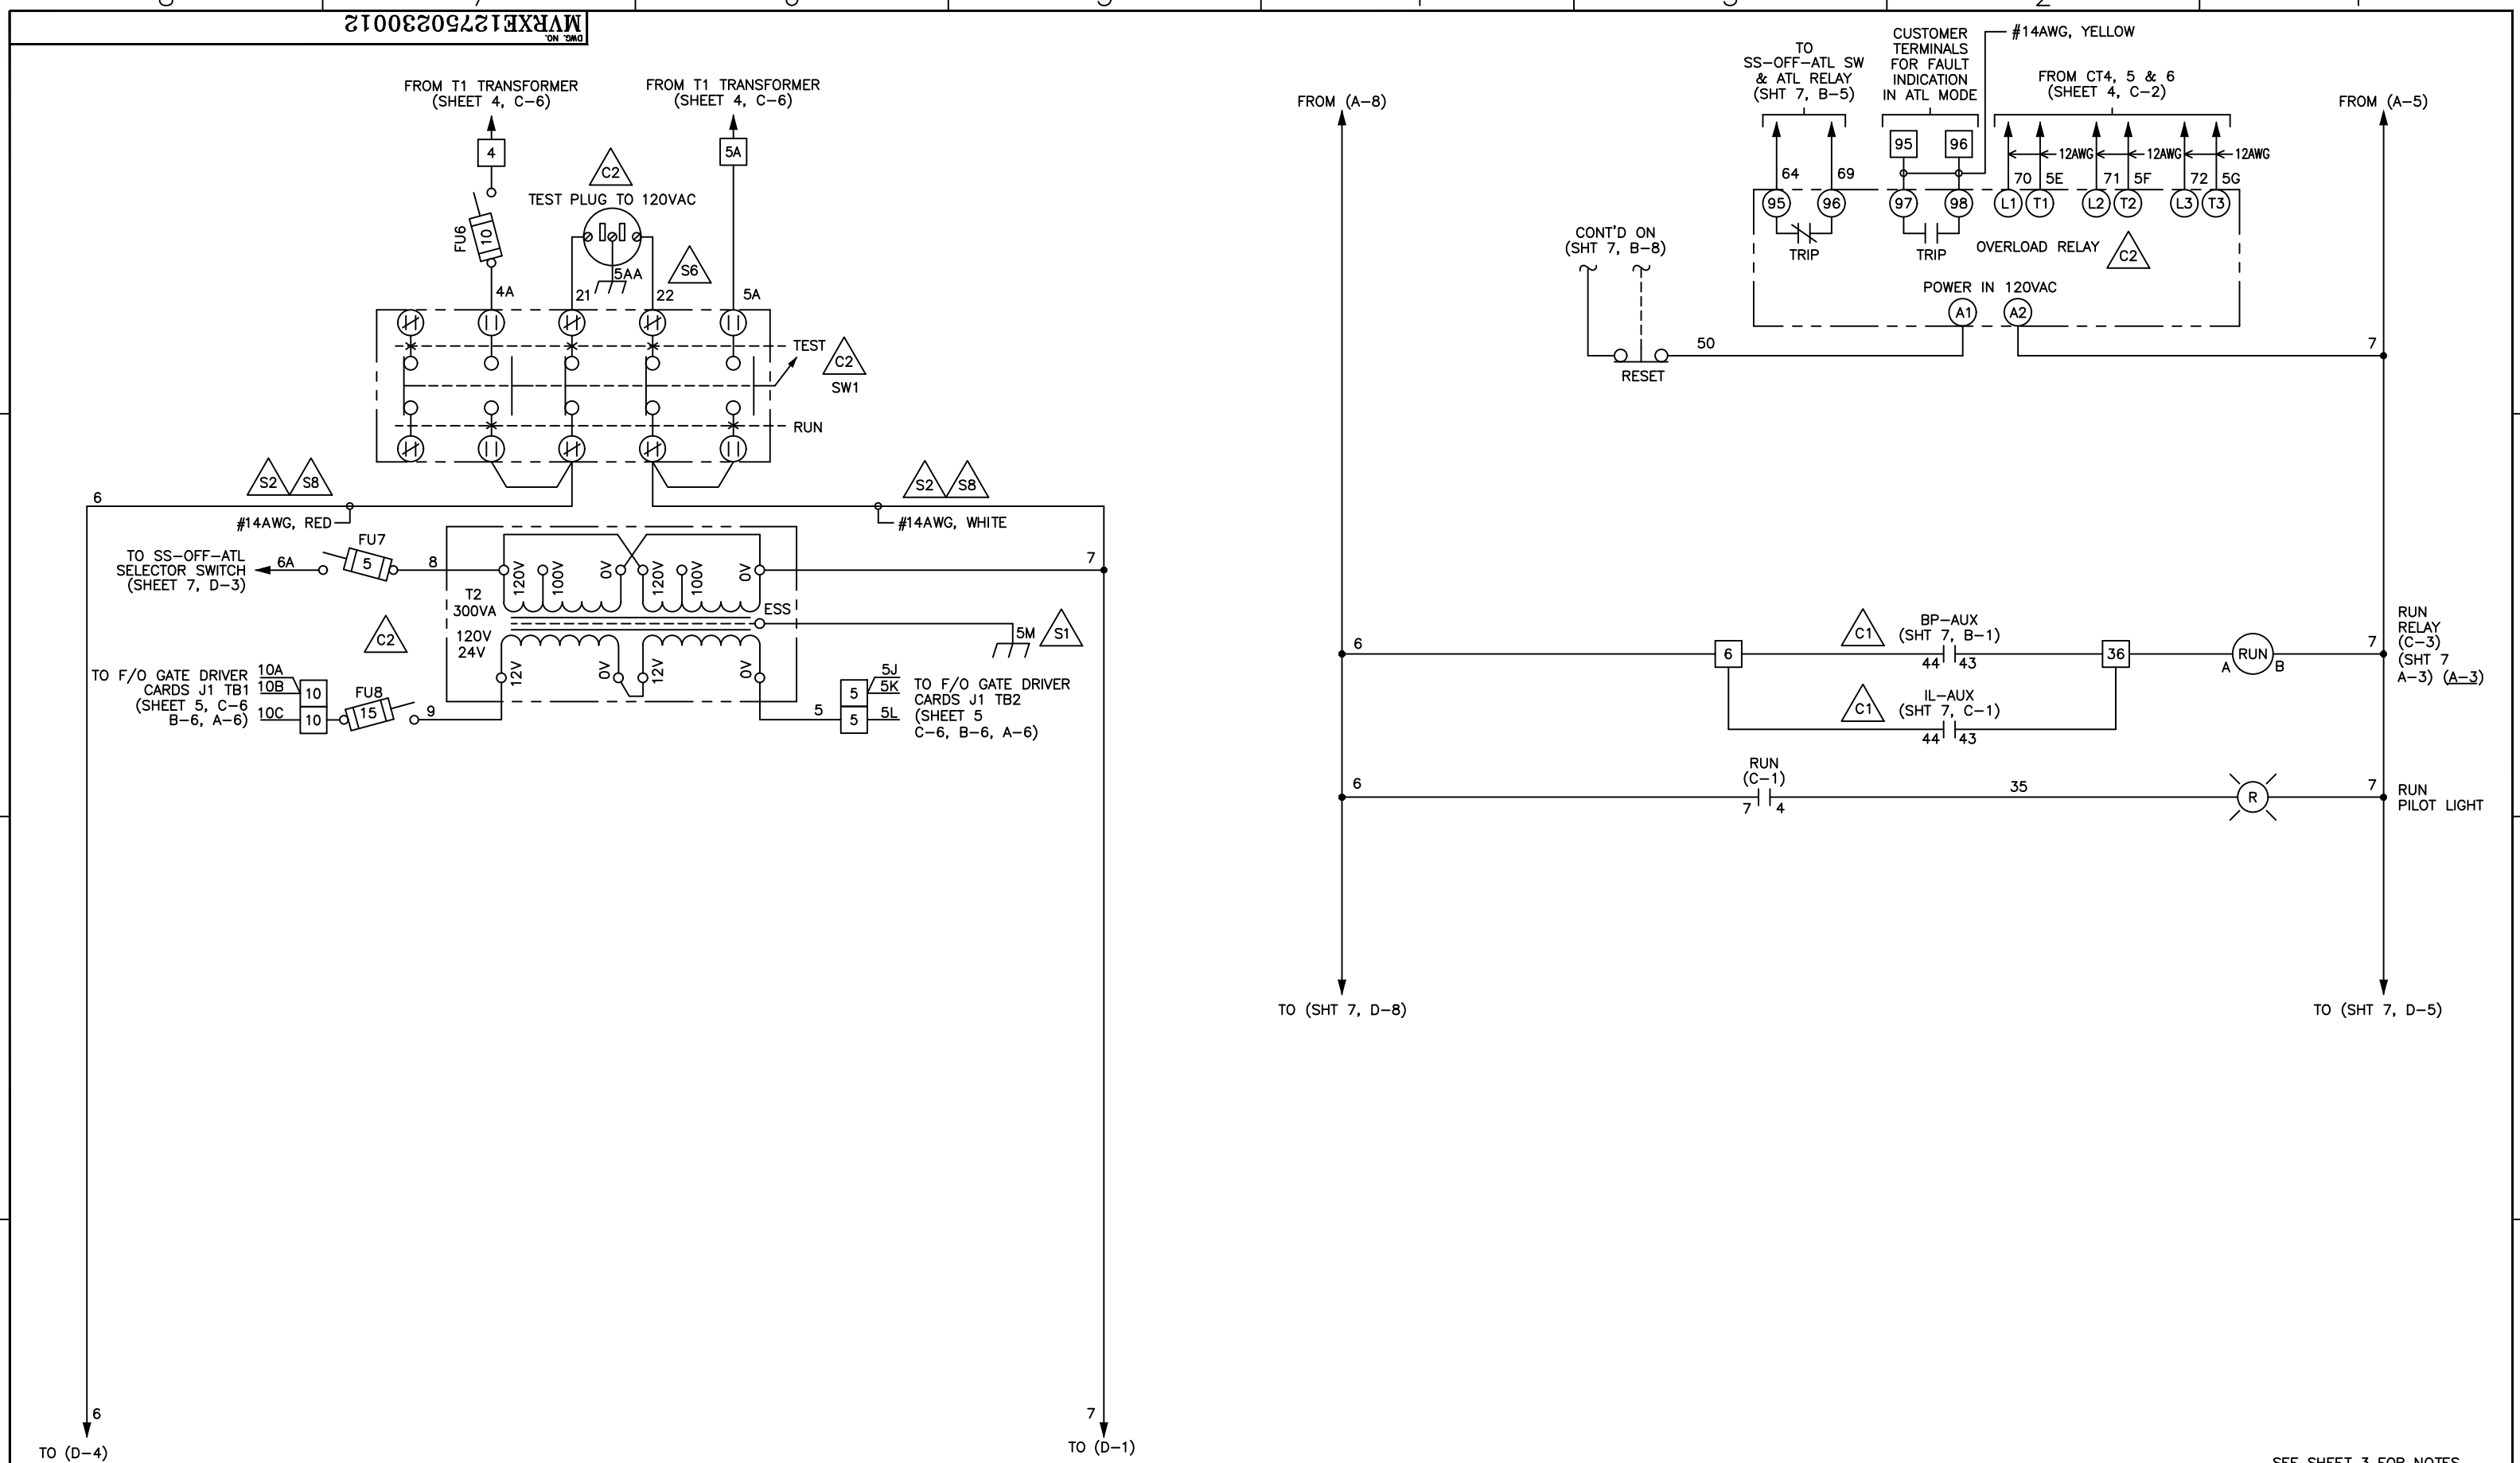 MVRXE12750230012
DWG. NO.
FROM T1 TRANSFORMER
(SHEET 4, C-6)
FROM T1 TRANSFORMER
(SHEET 4, C-6)
4
5A
C2
TEST PLUG TO 120VAC
FU6
10
5AA
S6
4A
21
22
5A
TEST
C2
SW1
RUN
S2
S8
S2
S8
6
#14AWG, RED
#14AWG, WHITE
TO SS-OFF-ATL
SELECTOR SWITCH
(SHEET 7, D-3)
6A
FU7
5
8
120V
100V
0V
120V
100V
0V
7
T2
300VA
ESS
C2
120V
24V
5M
S1
12V
0V
12V
0V
TO F/O GATE DRIVER
CARDS J1 TB1
(SHEET 5, C-6
B-6, A-6)
10A
10B
10C
10
10
FU8
15
9
5
5
5
5J
5K
5L
TO F/O GATE DRIVER
CARDS J1 TB2
(SHEET 5
C-6, B-6, A-6)
6
TO (D-4)
7
TO (D-1)
FROM (A-8)
TO
SS-OFF-ATL SW
& ATL RELAY
(SHT 7, B-5)
CUSTOMER
TERMINALS
FOR FAULT
INDICATION
IN ATL MODE
#14AWG, YELLOW
FROM CT4, 5 & 6
(SHEET 4, C-2)
FROM (A-5)
95
96
12AWG
12AWG
12AWG
64
69
70
5E
71
5F
72
5G
95
96
97
98
L1
T1
L2
T2
L3
T3
TRIP
TRIP
OVERLOAD RELAY
C2
CONT'D ON
(SHT 7, B-8)
POWER IN 120VAC
A1
A2
RESET
50
7
6
6
C1
BP-AUX
(SHT 7, B-1)
44
43
36
A
RUN
B
7
RUN
RELAY
(C-3)
(SHT 7
A-3) (A-3)
C1
IL-AUX
(SHT 7, C-1)
44
43
6
RUN
(C-1)
7
4
35
R
7
RUN
PILOT LIGHT
TO (SHT 7, D-8)
TO (SHT 7, D-5)
SEE SHEET 3 FOR NOTES